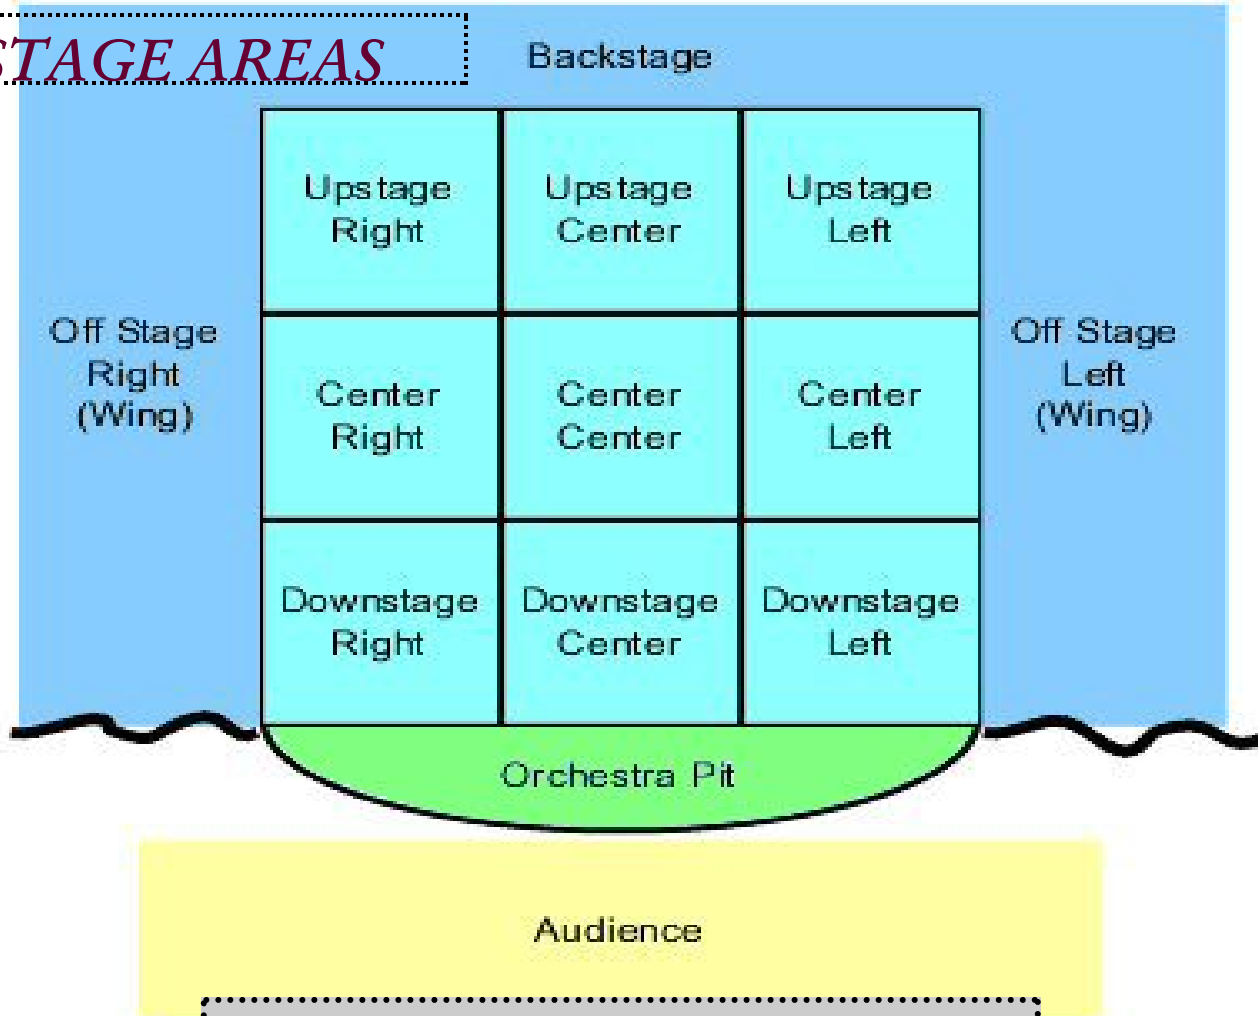 STAGE AREAS
Backstage
Upstage
Right
Upstage
Center
Upstage
Left
Off Stage
Right
(Wing)
Center
Right
Center
Center
Center
Left
Off Stage
Left
(Wing)
Downstage
Right
Downstage
Center
Downstage
Left
Orchestra Pit
Audience